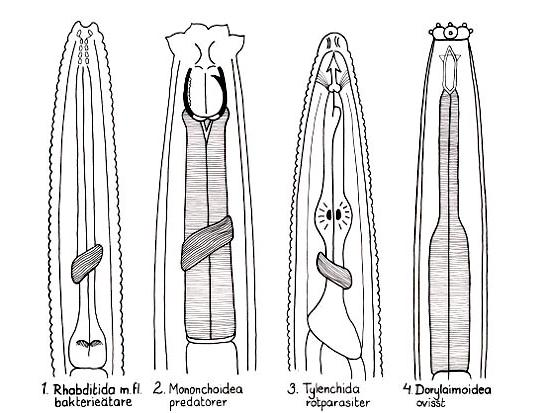 1. Rhabditida m.fl.
bakterieätare
2. Mononchoidea
predatorer
3. Tylenchida
rotparasiter
4. Dorylaimoidea
ovisst